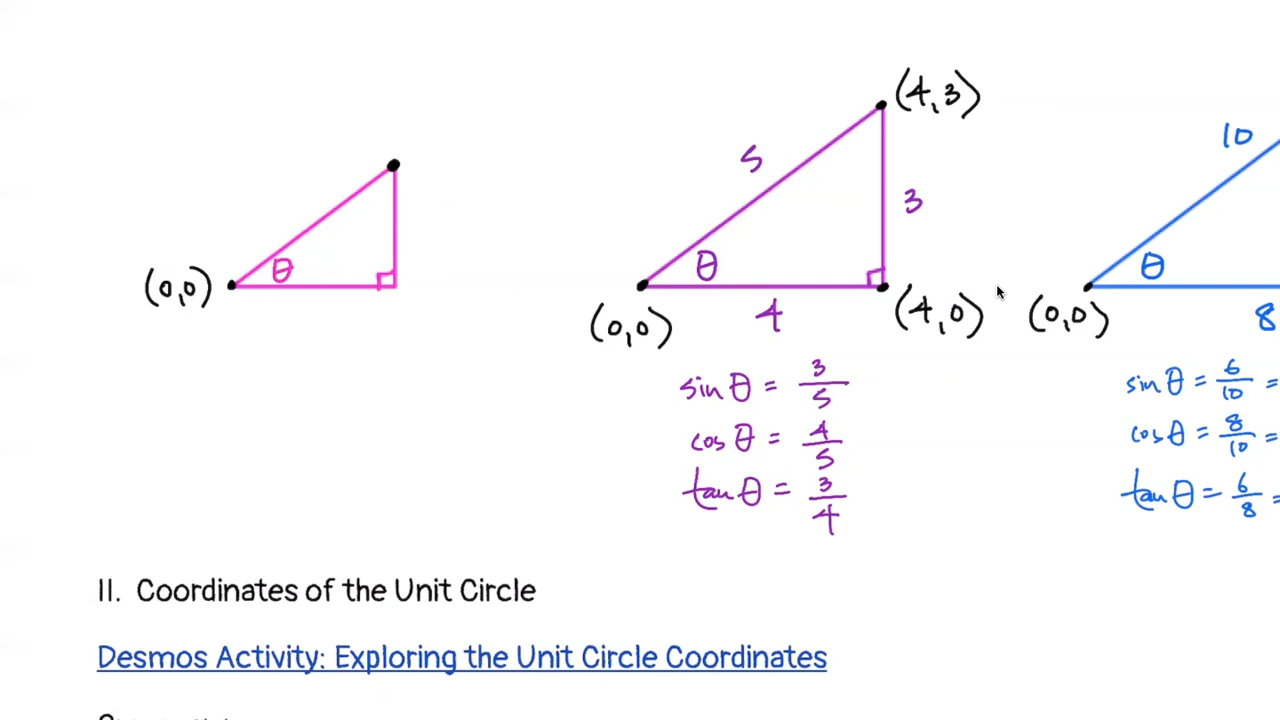 (4,3)
10
5
3
θ
θ
θ
(0,0)
(0,0)
4
(4,0)
(0,0)
8
sin θ = 3/5
cos θ = 4/5
tan θ = 3/4
sin θ = 6/10 =
cos θ = 8/10 =
tan θ = 6/8 =
II. Coordinates of the Unit Circle
Desmos Activity: Exploring the Unit Circle Coordinates